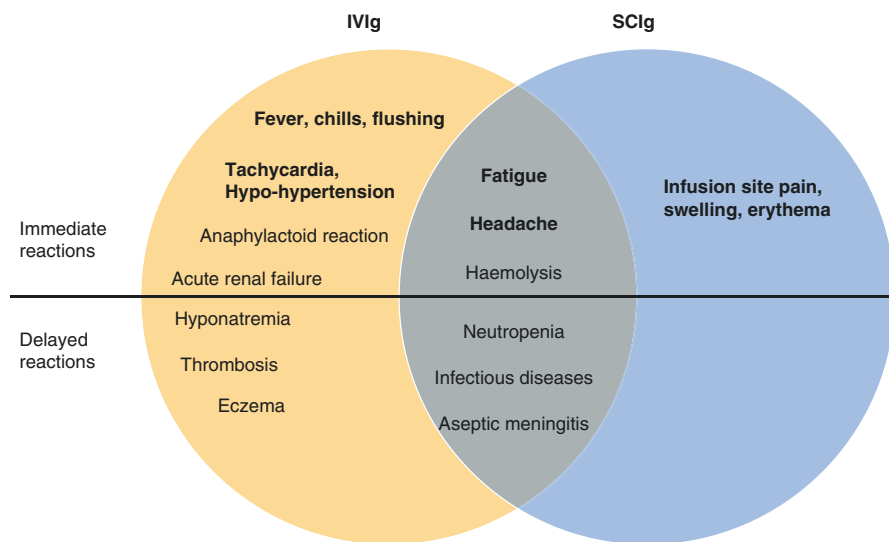 IVIg
SCIg
Fever, chills, flushing
Tachycardia,
Hypo-hypertension
Anaphylactoid reaction
Acute renal failure
Fatigue
Headache
Haemolysis
Infusion site pain,
swelling, erythema
Immediate
reactions
Delayed
reactions
Hyponatremia
Thrombosis
Eczema
Neutropenia
Infectious diseases
Aseptic meningitis